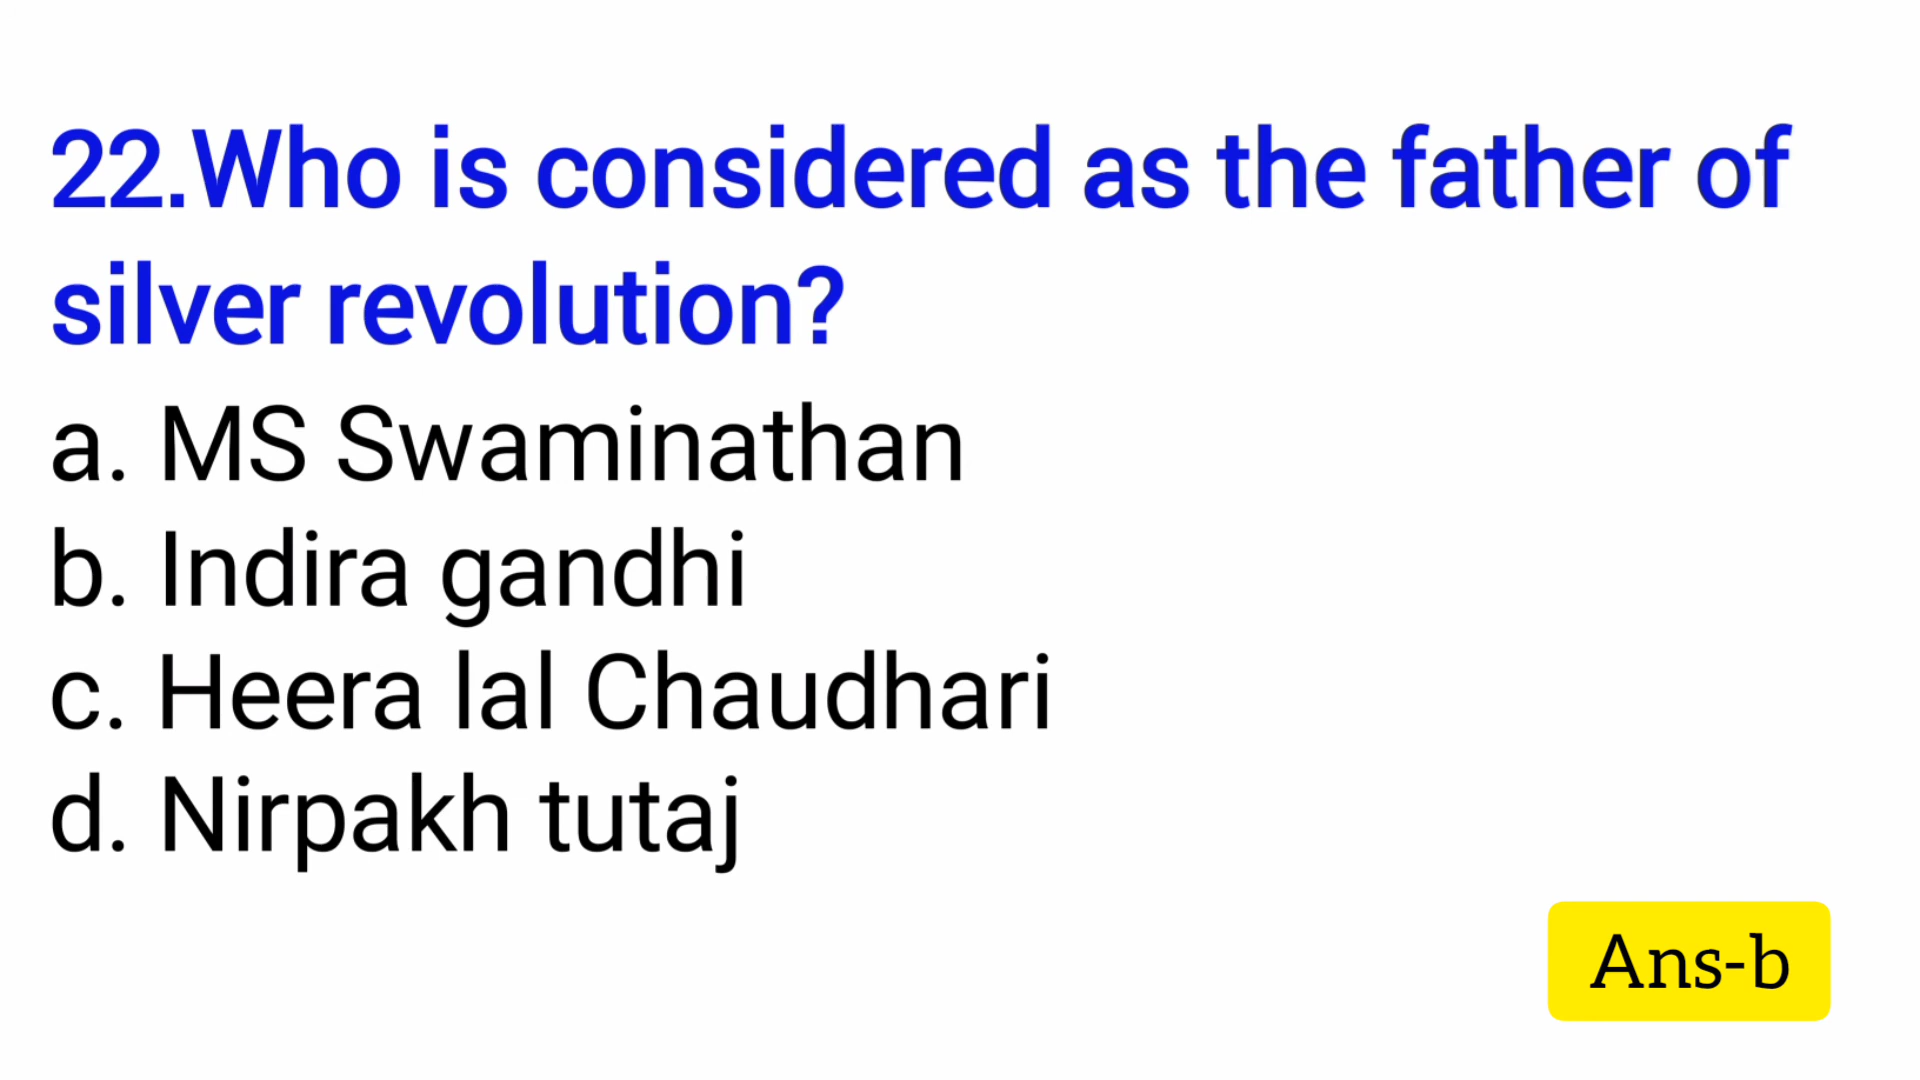 22.Who is considered as the father of
silver revolution?
a. MS Swaminathan
b. Indira gandhi
c. Heera lal Chaudhari
d. Nirpakh tutaj
Ans-b